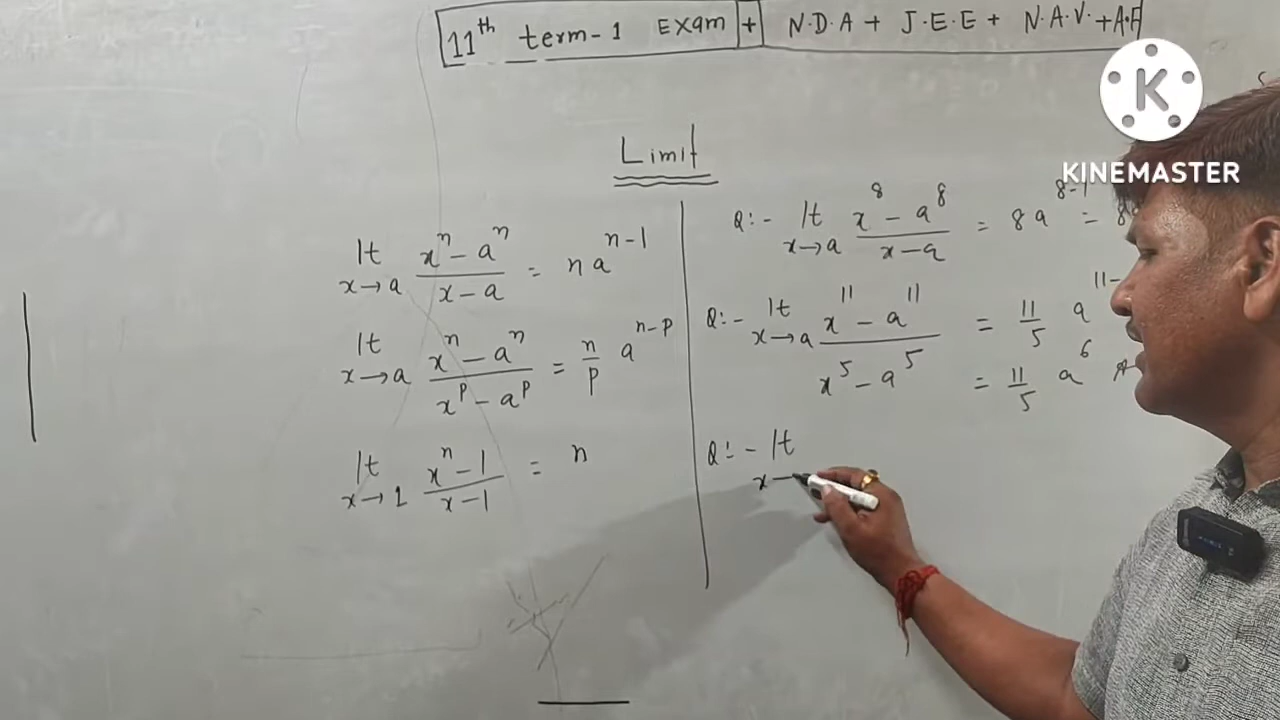 11th term-1 Exam + N.D.A + J.E.E + N.A.V. + A.F
K
KINEMASTER
Limit
lt x→a (x^n - a^n)/(x - a) = n a^(n-1)
lt x→a (x^n - a^n)/(x^p - a^p) = n/p a^(n-p)
lt x→1 (x^n - 1)/(x - 1) = n
Q:- lt x→a (x^8 - a^8)/(x - a) = 8a^(8-1) = 8
Q:- lt x→a (x^11 - a^11)/(x^5 - a^5) = 11/5 a^(11-
= 11/5 a^6
Q:- lt x—